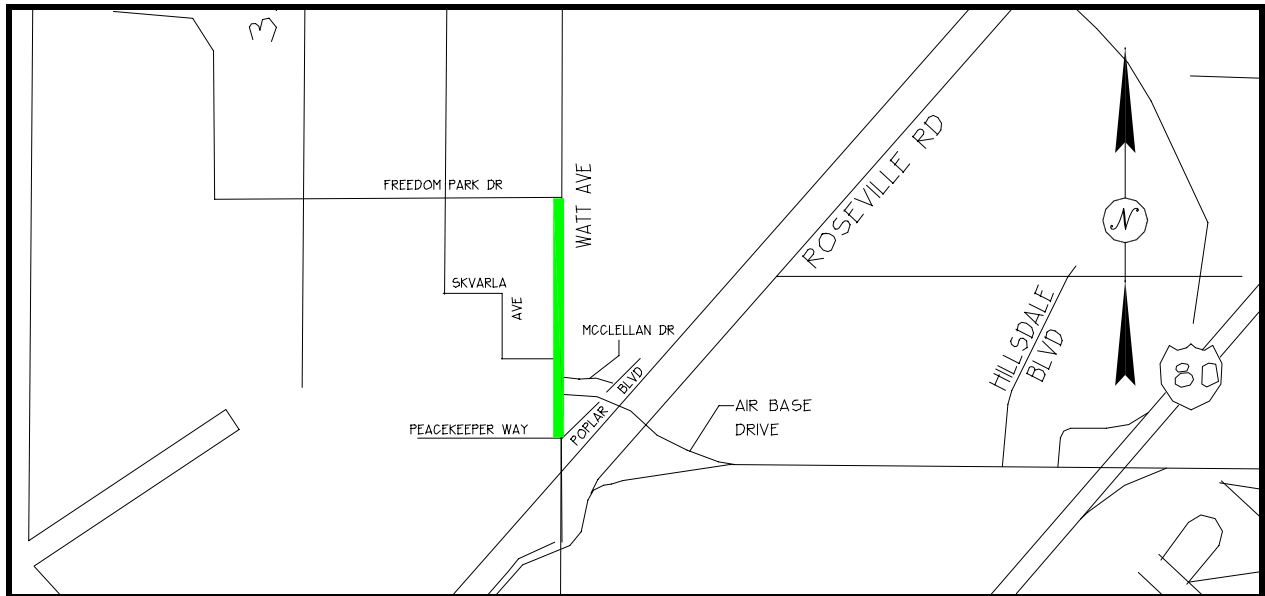 3
FREEDOM PARK DR
WATT AVE
ROSEVILLE RD
N
SKVARLA
AVE
MCCLELLAN DR
HILLSDALE
BLVD
80
POPLAR BLVD
AIR BASE
DRIVE
PEACEKEEPER WAY